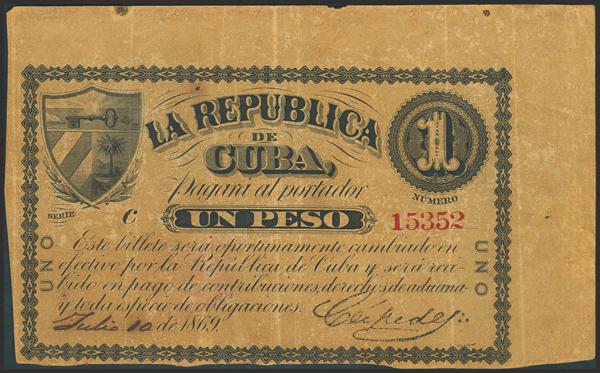 LA REPUBLICA
DE
CUBA,
1
Pagará al portador
NÚMERO
SERIE C
UN PESO
15352
UNO
UNO
Este billete será oportunamente cambiado en
efectivo por la República de Cuba y será reci-
bido en pago de contribuciones, derechos de aduana
y toda especie de obligaciones.
Julio 10 de 1869.
Céspedes